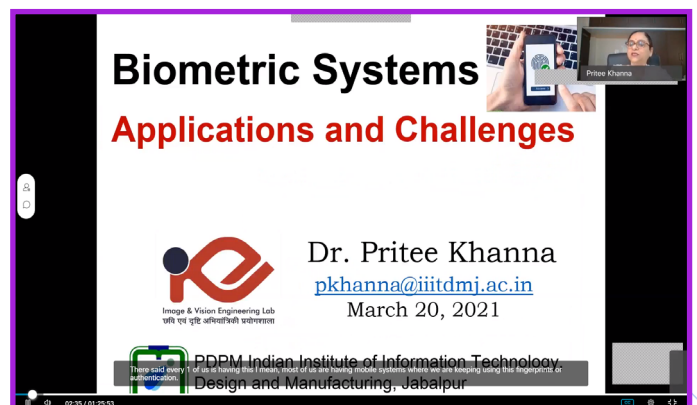 Biometric Systems
Pritee Khanna
Applications and Challenges
Dr. Pritee Khanna
pkhanna@iiitdmj.ac.in
March 20, 2021
Image & Vision Engineering Lab
छवि एवं दृष्टि अभियांत्रिकी प्रयोगशाला
PDPM Indian Institute of Information Technology,
Design and Manufacturing, Jabalpur
There said every 1 of us is having this I mean, most of us are having mobile systems where we are keeping using this fingerprints or
authentication.
02:35 / 01:25:53